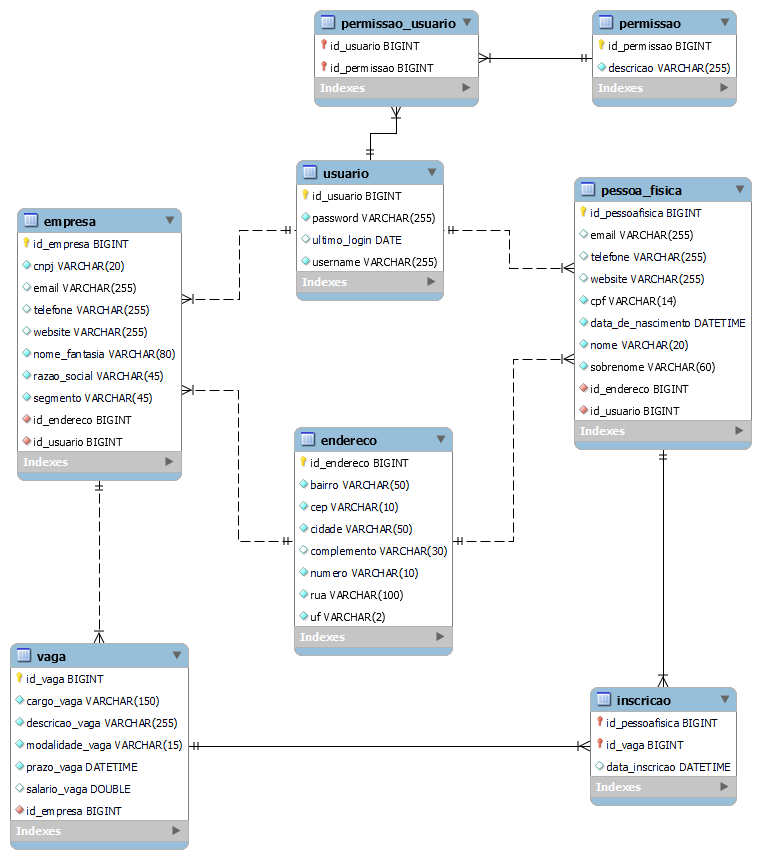 permissao_usuario
id_usuario BIGINT
id_permissao BIGINT
Indexes
permissao
id_permissao BIGINT
descricao VARCHAR(255)
Indexes
usuario
id_usuario BIGINT
password VARCHAR(255)
ultimo_login DATE
username VARCHAR(255)
Indexes
pessoa_fisica
id_pessoafisica BIGINT
email VARCHAR(255)
telefone VARCHAR(255)
website VARCHAR(255)
cpf VARCHAR(14)
data_de_nascimento DATETIME
nome VARCHAR(20)
sobrenome VARCHAR(60)
id_endereco BIGINT
id_usuario BIGINT
Indexes
empresa
id_empresa BIGINT
cnpj VARCHAR(20)
email VARCHAR(255)
telefone VARCHAR(255)
website VARCHAR(255)
nome_fantasia VARCHAR(80)
razao_social VARCHAR(45)
segmento VARCHAR(45)
id_endereco BIGINT
id_usuario BIGINT
Indexes
endereco
id_endereco BIGINT
bairro VARCHAR(50)
cep VARCHAR(10)
cidade VARCHAR(50)
complemento VARCHAR(30)
numero VARCHAR(10)
rua VARCHAR(100)
uf VARCHAR(2)
Indexes
vaga
id_vaga BIGINT
cargo_vaga VARCHAR(150)
descricao_vaga VARCHAR(255)
modalidade_vaga VARCHAR(15)
prazo_vaga DATETIME
salario_vaga DOUBLE
id_empresa BIGINT
Indexes
inscricao
id_pessoafisica BIGINT
id_vaga BIGINT
data_inscricao DATETIME
Indexes